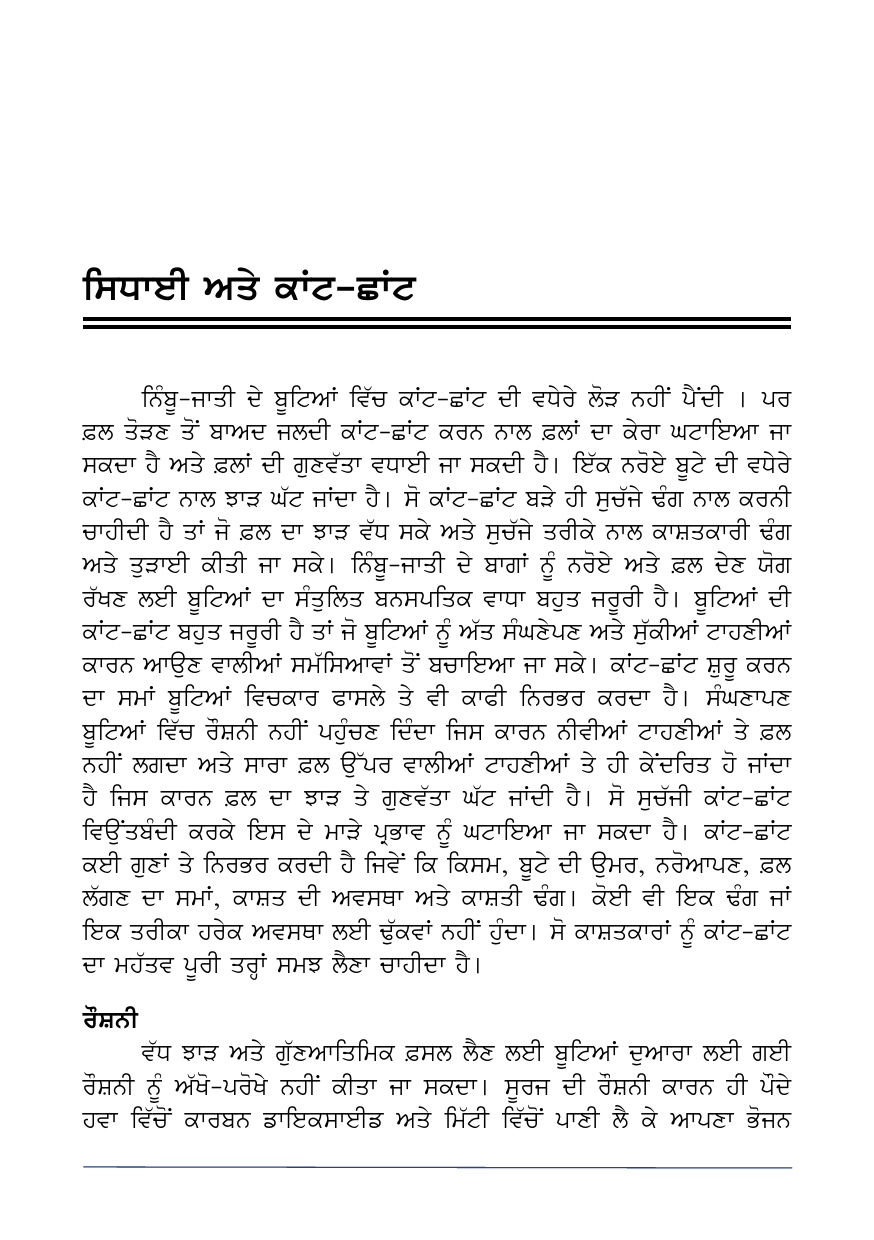 ਸਿਧਾਈ ਅਤੇ ਕਾਂਟ-ਛਾਂਟ
ਨਿੰਬੂ-ਜਾਤੀ ਦੇ ਬੂਟਿਆਂ ਵਿੱਚ ਕਾਂਟ-ਛਾਂਟ ਦੀ ਵਧੇਰੇ ਲੋੜ ਨਹੀਂ ਪੈਂਦੀ । ਪਰ
ਫ਼ਲ ਤੋੜਣ ਤੋਂ ਬਾਅਦ ਜਲਦੀ ਕਾਂਟ-ਛਾਂਟ ਕਰਨ ਨਾਲ ਫ਼ਲਾਂ ਦਾ ਕੇਰਾ ਘਟਾਇਆ ਜਾ
ਸਕਦਾ ਹੈ ਅਤੇ ਫ਼ਲਾਂ ਦੀ ਗੁਣਵੱਤਾ ਵਧਾਈ ਜਾ ਸਕਦੀ ਹੈ। ਇੱਕ ਨਰੋਏ ਬੂਟੇ ਦੀ ਵਧੇਰੇ
ਕਾਂਟ-ਛਾਂਟ ਨਾਲ ਝਾੜ ਘੱਟ ਜਾਂਦਾ ਹੈ। ਸੋ ਕਾਂਟ-ਛਾਂਟ ਬੜੇ ਹੀ ਸੁਚੱਜੇ ਢੰਗ ਨਾਲ ਕਰਨੀ
ਚਾਹੀਦੀ ਹੈ ਤਾਂ ਜੋ ਫ਼ਲ ਦਾ ਝਾੜ ਵੱਧ ਸਕੇ ਅਤੇ ਸੁਚੱਜੇ ਤਰੀਕੇ ਨਾਲ ਕਾਸ਼ਤਕਾਰੀ ਢੰਗ
ਅਤੇ ਤੁੜਾਈ ਕੀਤੀ ਜਾ ਸਕੇ। ਨਿੰਬੂ-ਜਾਤੀ ਦੇ ਬਾਗਾਂ ਨੂੰ ਨਰੋਏ ਅਤੇ ਫ਼ਲ ਦੇਣ ਯੋਗ
ਰੱਖਣ ਲਈ ਬੂਟਿਆਂ ਦਾ ਸੰਤੁਲਿਤ ਬਨਸਪਤਿਕ ਵਾਧਾ ਬਹੁਤ ਜਰੂਰੀ ਹੈ। ਬੂਟਿਆਂ ਦੀ
ਕਾਂਟ-ਛਾਂਟ ਬਹੁਤ ਜਰੂਰੀ ਹੈ ਤਾਂ ਜੋ ਬੂਟਿਆਂ ਨੂੰ ਅੱਤ ਸੰਘਣੇਪਣ ਅਤੇ ਸੁੱਕੀਆਂ ਟਾਹਣੀਆਂ
ਕਾਰਨ ਆਉਣ ਵਾਲੀਆਂ ਸਮੱਸਿਆਵਾਂ ਤੋਂ ਬਚਾਇਆ ਜਾ ਸਕੇ। ਕਾਂਟ-ਛਾਂਟ ਸ਼ੁਰੂ ਕਰਨ
ਦਾ ਸਮਾਂ ਬੂਟਿਆਂ ਵਿਚਕਾਰ ਫਾਸਲੇ ਤੇ ਵੀ ਕਾਫੀ ਨਿਰਭਰ ਕਰਦਾ ਹੈ। ਸੰਘਣਾਪਣ
ਬੂਟਿਆਂ ਵਿੱਚ ਰੌਸ਼ਨੀ ਨਹੀਂ ਪਹੁੰਚਣ ਦਿੰਦਾ ਜਿਸ ਕਾਰਨ ਨੀਵੀਆਂ ਟਾਹਣੀਆਂ ਤੇ ਫ਼ਲ
ਨਹੀਂ ਲਗਦਾ ਅਤੇ ਸਾਰਾ ਫ਼ਲ ਉੱਪਰ ਵਾਲੀਆਂ ਟਾਹਣੀਆਂ ਤੇ ਹੀ ਕੇਂਦਰਿਤ ਹੋ ਜਾਂਦਾ
ਹੈ ਜਿਸ ਕਾਰਨ ਫ਼ਲ ਦਾ ਝਾੜ ਤੇ ਗੁਣਵੱਤਾ ਘੱਟ ਜਾਂਦੀ ਹੈ। ਸੋ ਸੁਚੱਜੀ ਕਾਂਟ-ਛਾਂਟ
ਵਿਉਂਤਬੰਦੀ ਕਰਕੇ ਇਸ ਦੇ ਮਾੜੇ ਪ੍ਰਭਾਵ ਨੂੰ ਘਟਾਇਆ ਜਾ ਸਕਦਾ ਹੈ। ਕਾਂਟ-ਛਾਂਟ
ਕਈ ਗੁਣਾਂ ਤੇ ਨਿਰਭਰ ਕਰਦੀ ਹੈ ਜਿਵੇਂ ਕਿ ਕਿਸਮ, ਬੂਟੇ ਦੀ ਉਮਰ, ਨਰੋਆਪਣ, ਫ਼ਲ
ਲੱਗਣ ਦਾ ਸਮਾਂ, ਕਾਸ਼ਤ ਦੀ ਅਵਸਥਾ ਅਤੇ ਕਾਸ਼ਤੀ ਢੰਗ। ਕੋਈ ਵੀ ਇਕ ਢੰਗ ਜਾਂ
ਇਕ ਤਰੀਕਾ ਹਰੇਕ ਅਵਸਥਾ ਲਈ ਢੁੱਕਵਾਂ ਨਹੀਂ ਹੁੰਦਾ। ਸੋ ਕਾਸ਼ਤਕਾਰਾਂ ਨੂੰ ਕਾਂਟ-ਛਾਂਟ
ਦਾ ਮਹੱਤਵ ਪੂਰੀ ਤਰ੍ਹਾਂ ਸਮਝ ਲੈਣਾ ਚਾਹੀਦਾ ਹੈ।
ਰੌਸ਼ਨੀ
ਵੱਧ ਝਾੜ ਅਤੇ ਗੁੱਣਆਤਿਮਿਕ ਫ਼ਸਲ ਲੈਣ ਲਈ ਬੂਟਿਆਂ ਦੁਆਰਾ ਲਈ ਗਈ
ਰੌਸ਼ਨੀ ਨੂੰ ਅੱਖੋ-ਪਰੋਖੇ ਨਹੀਂ ਕੀਤਾ ਜਾ ਸਕਦਾ। ਸੂਰਜ ਦੀ ਰੌਸ਼ਨੀ ਕਾਰਨ ਹੀ ਪੌਦੇ
ਹਵਾ ਵਿੱਚੋਂ ਕਾਰਬਨ ਡਾਇਕਸਾਈਡ ਅਤੇ ਮਿੱਟੀ ਵਿੱਚੋਂ ਪਾਣੀ ਲੈ ਕੇ ਆਪਣਾ ਭੋਜਨ